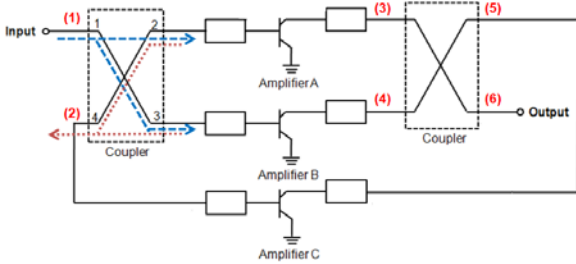 (1) (3) (5)
Input 1 2
Amplifier A
(2) (4) (6)
4 3 Output
Coupler Amplifier B Coupler
Amplifier C